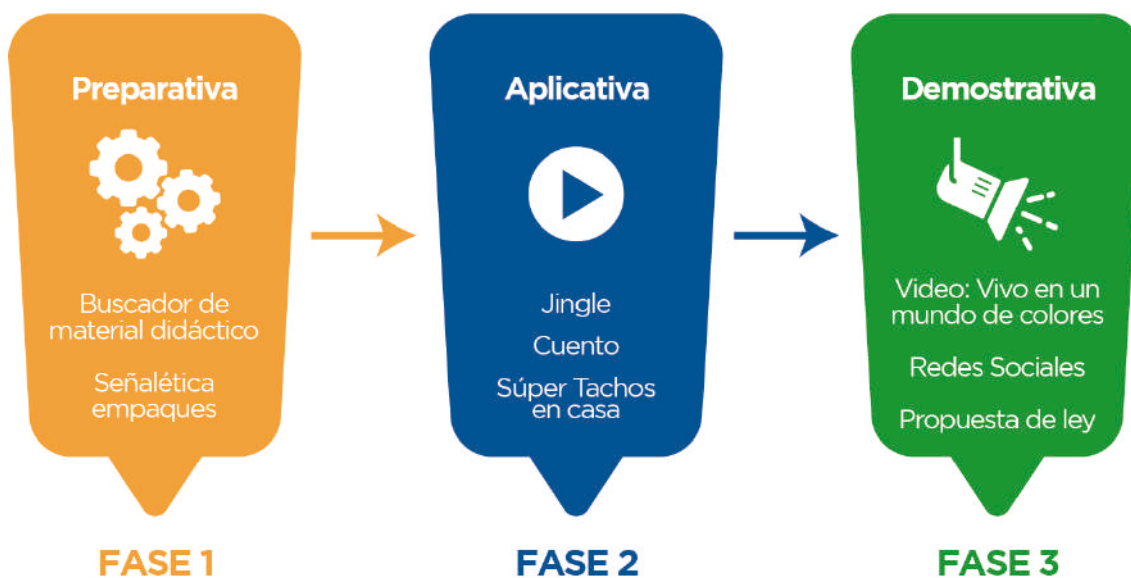 Preparativa
Buscador de
material didáctico
Señalética
empaques
FASE 1
Aplicativa
Jingle
Cuento
Súper Tachos
en casa
FASE 2
Demostrativa
Video: Vivo en un
mundo de colores
Redes Sociales
Propuesta de ley
FASE 3